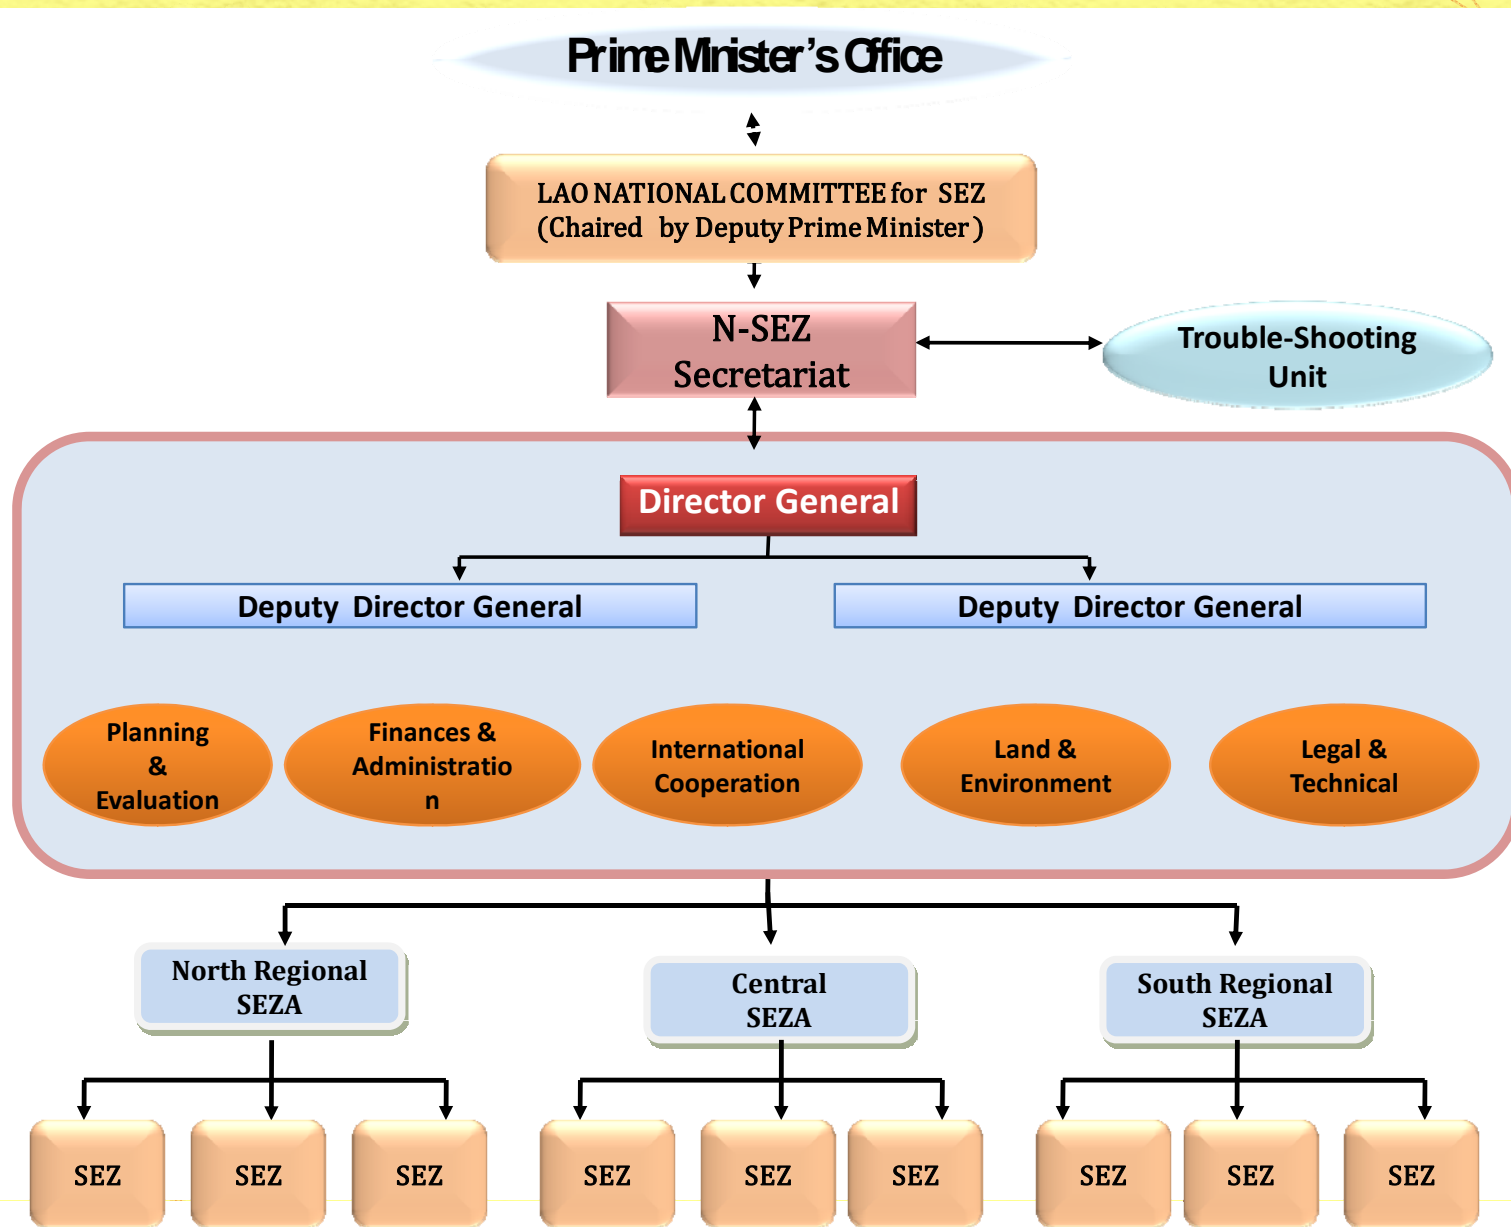 Prime Minister's Office
LAO NATIONAL COMMITTEE for SEZ
(Chaired by Deputy Prime Minister )
N-SEZ
Secretariat
Trouble-Shooting
Unit
Director General
Deputy Director General
Deputy Director General
Planning
&
Evaluation
Finances &
Administratio
n
International
Cooperation
Land &
Environment
Legal &
Technical
North Regional
SEZA
Central
SEZA
South Regional
SEZA
SEZ
SEZ
SEZ
SEZ
SEZ
SEZ
SEZ
SEZ
SEZ